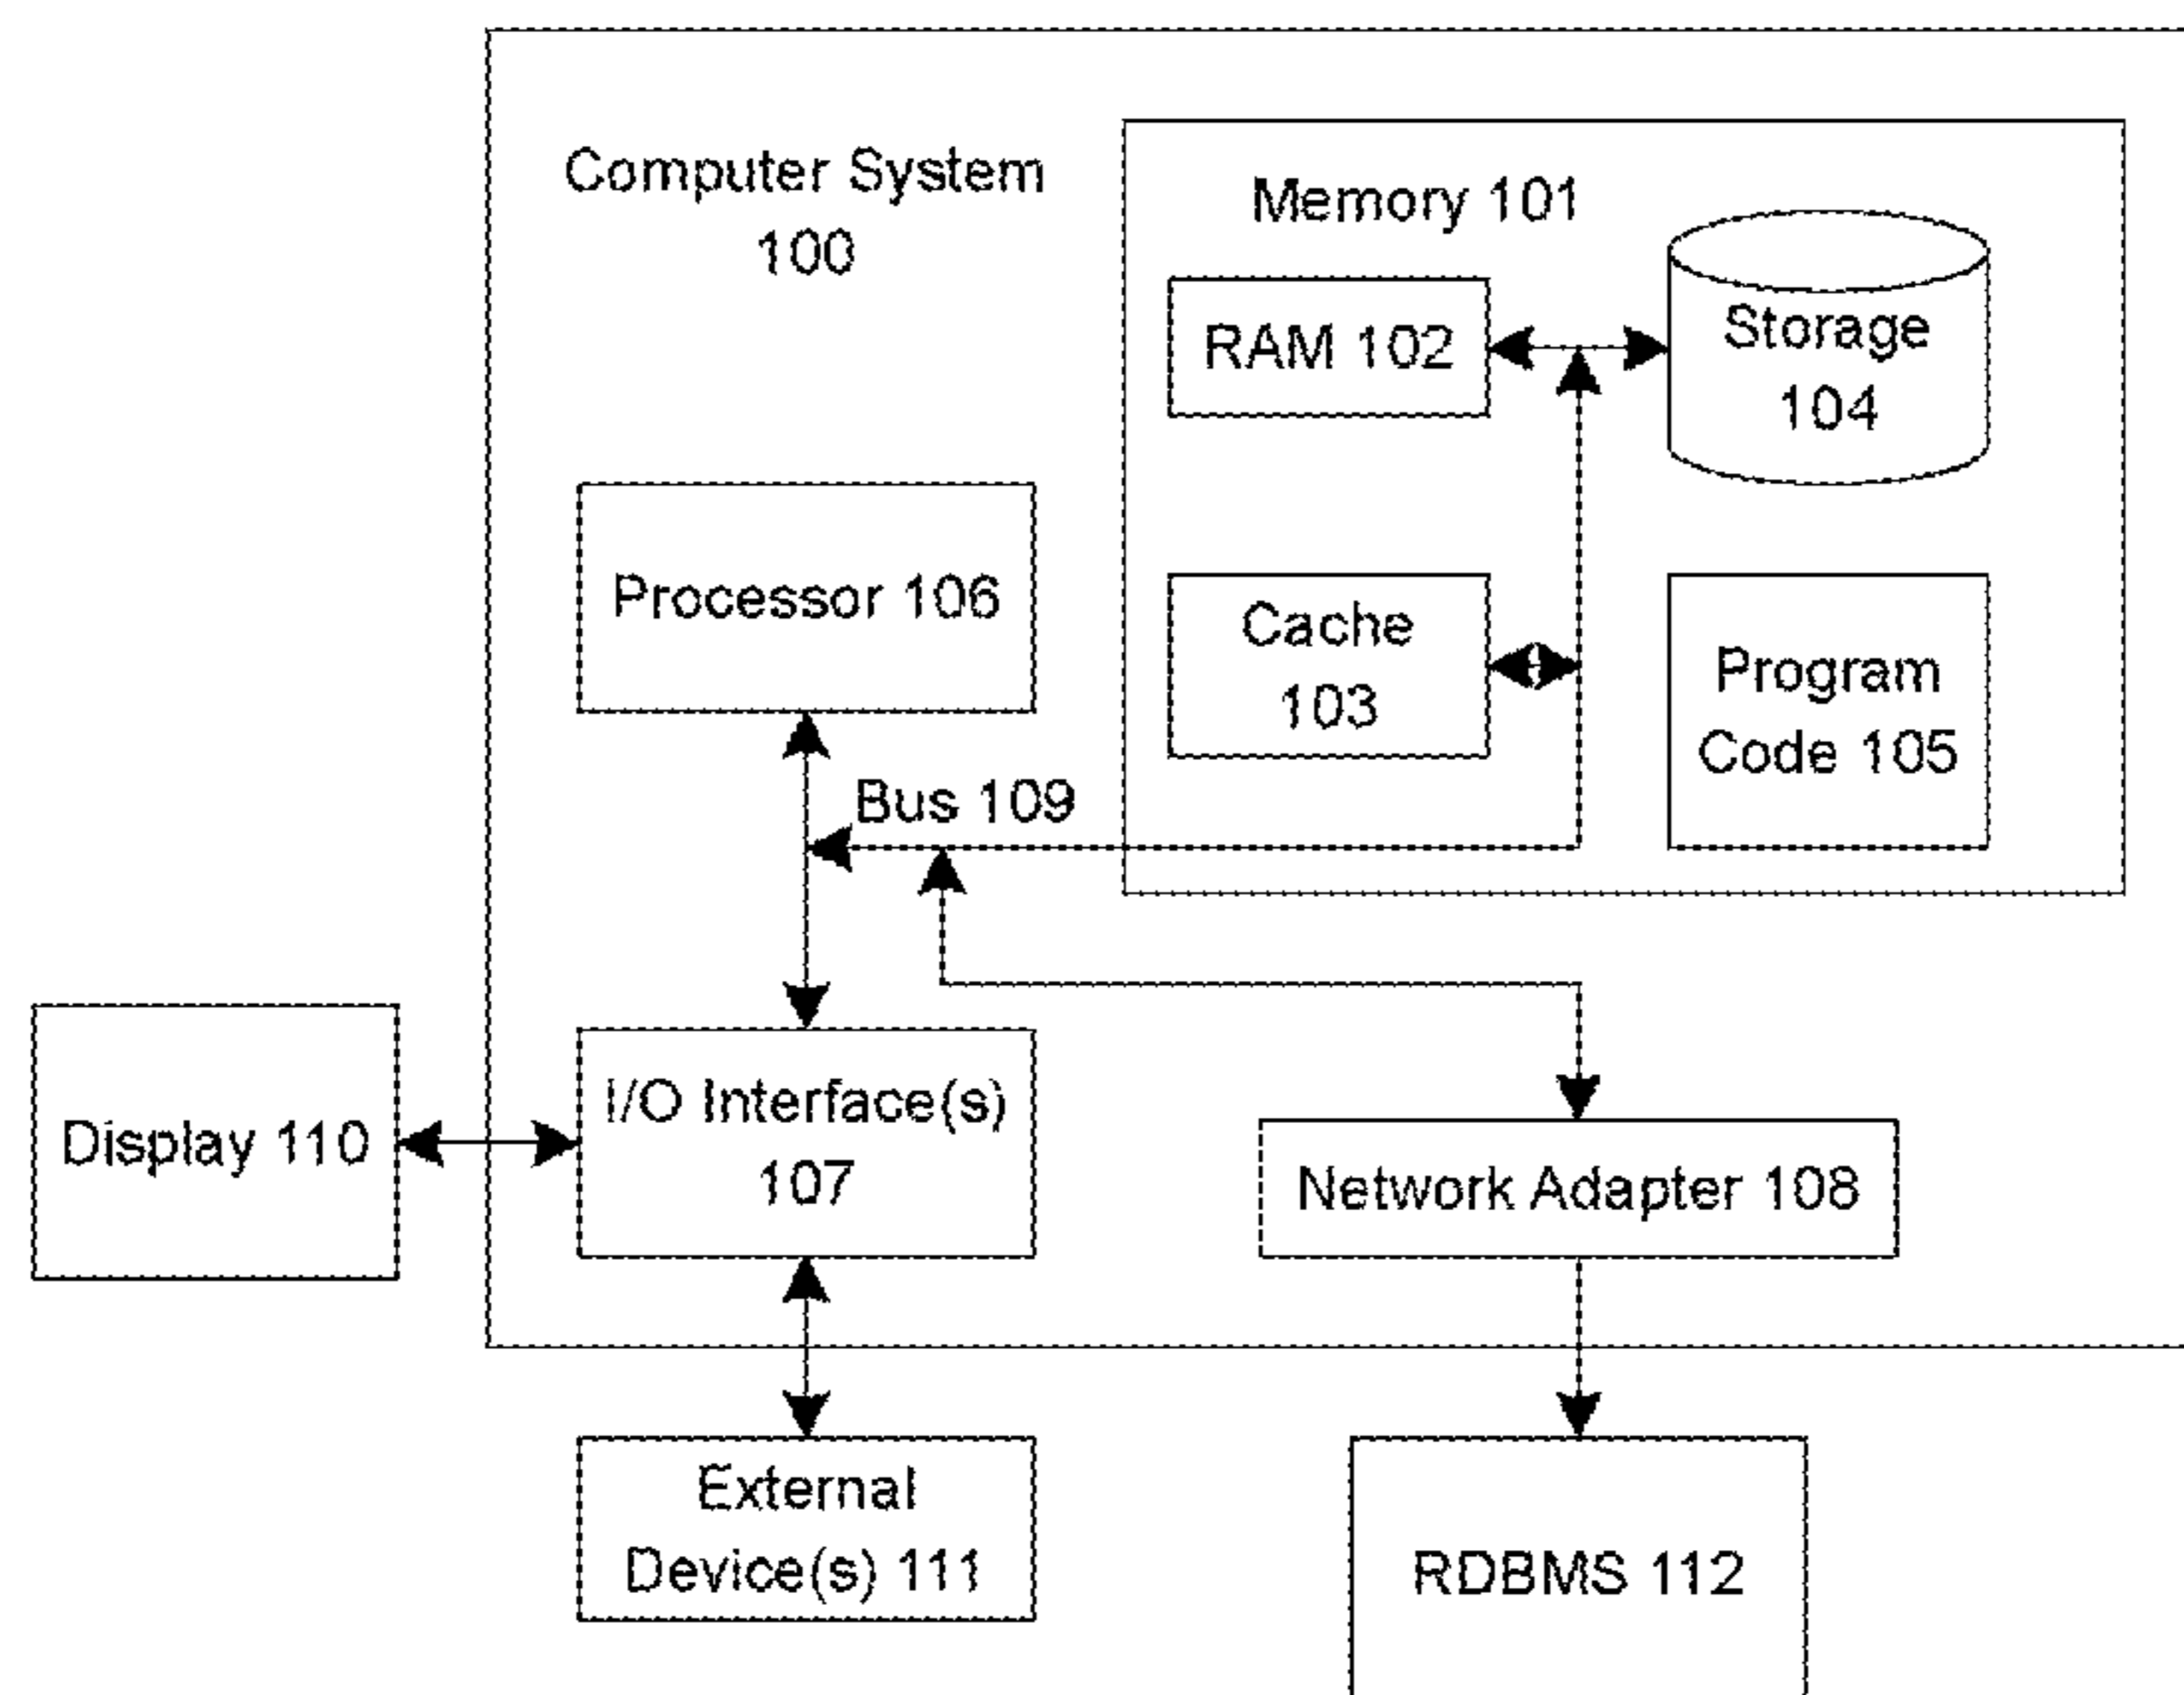 Computer System
100
Memory 101
RAM 102
Storage
104
Processor 106
Cache
103
Program
Code 105
Bus 109
Display 110
I/O Interface(s)
107
Network Adapter 108
External
Device(s) 111
RDBMS 112